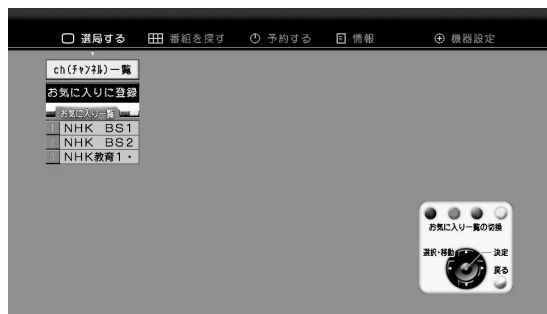 選局する 番組を探す 予約する 情報 機器設定
ch(チャンネル)一覧
お気に入りに登録
お気に入り一覧
1 NHK BS1
2 NHK BS2
3 NHK教育1・
お気に入り一覧の切換
選択・移動 決定
戻る